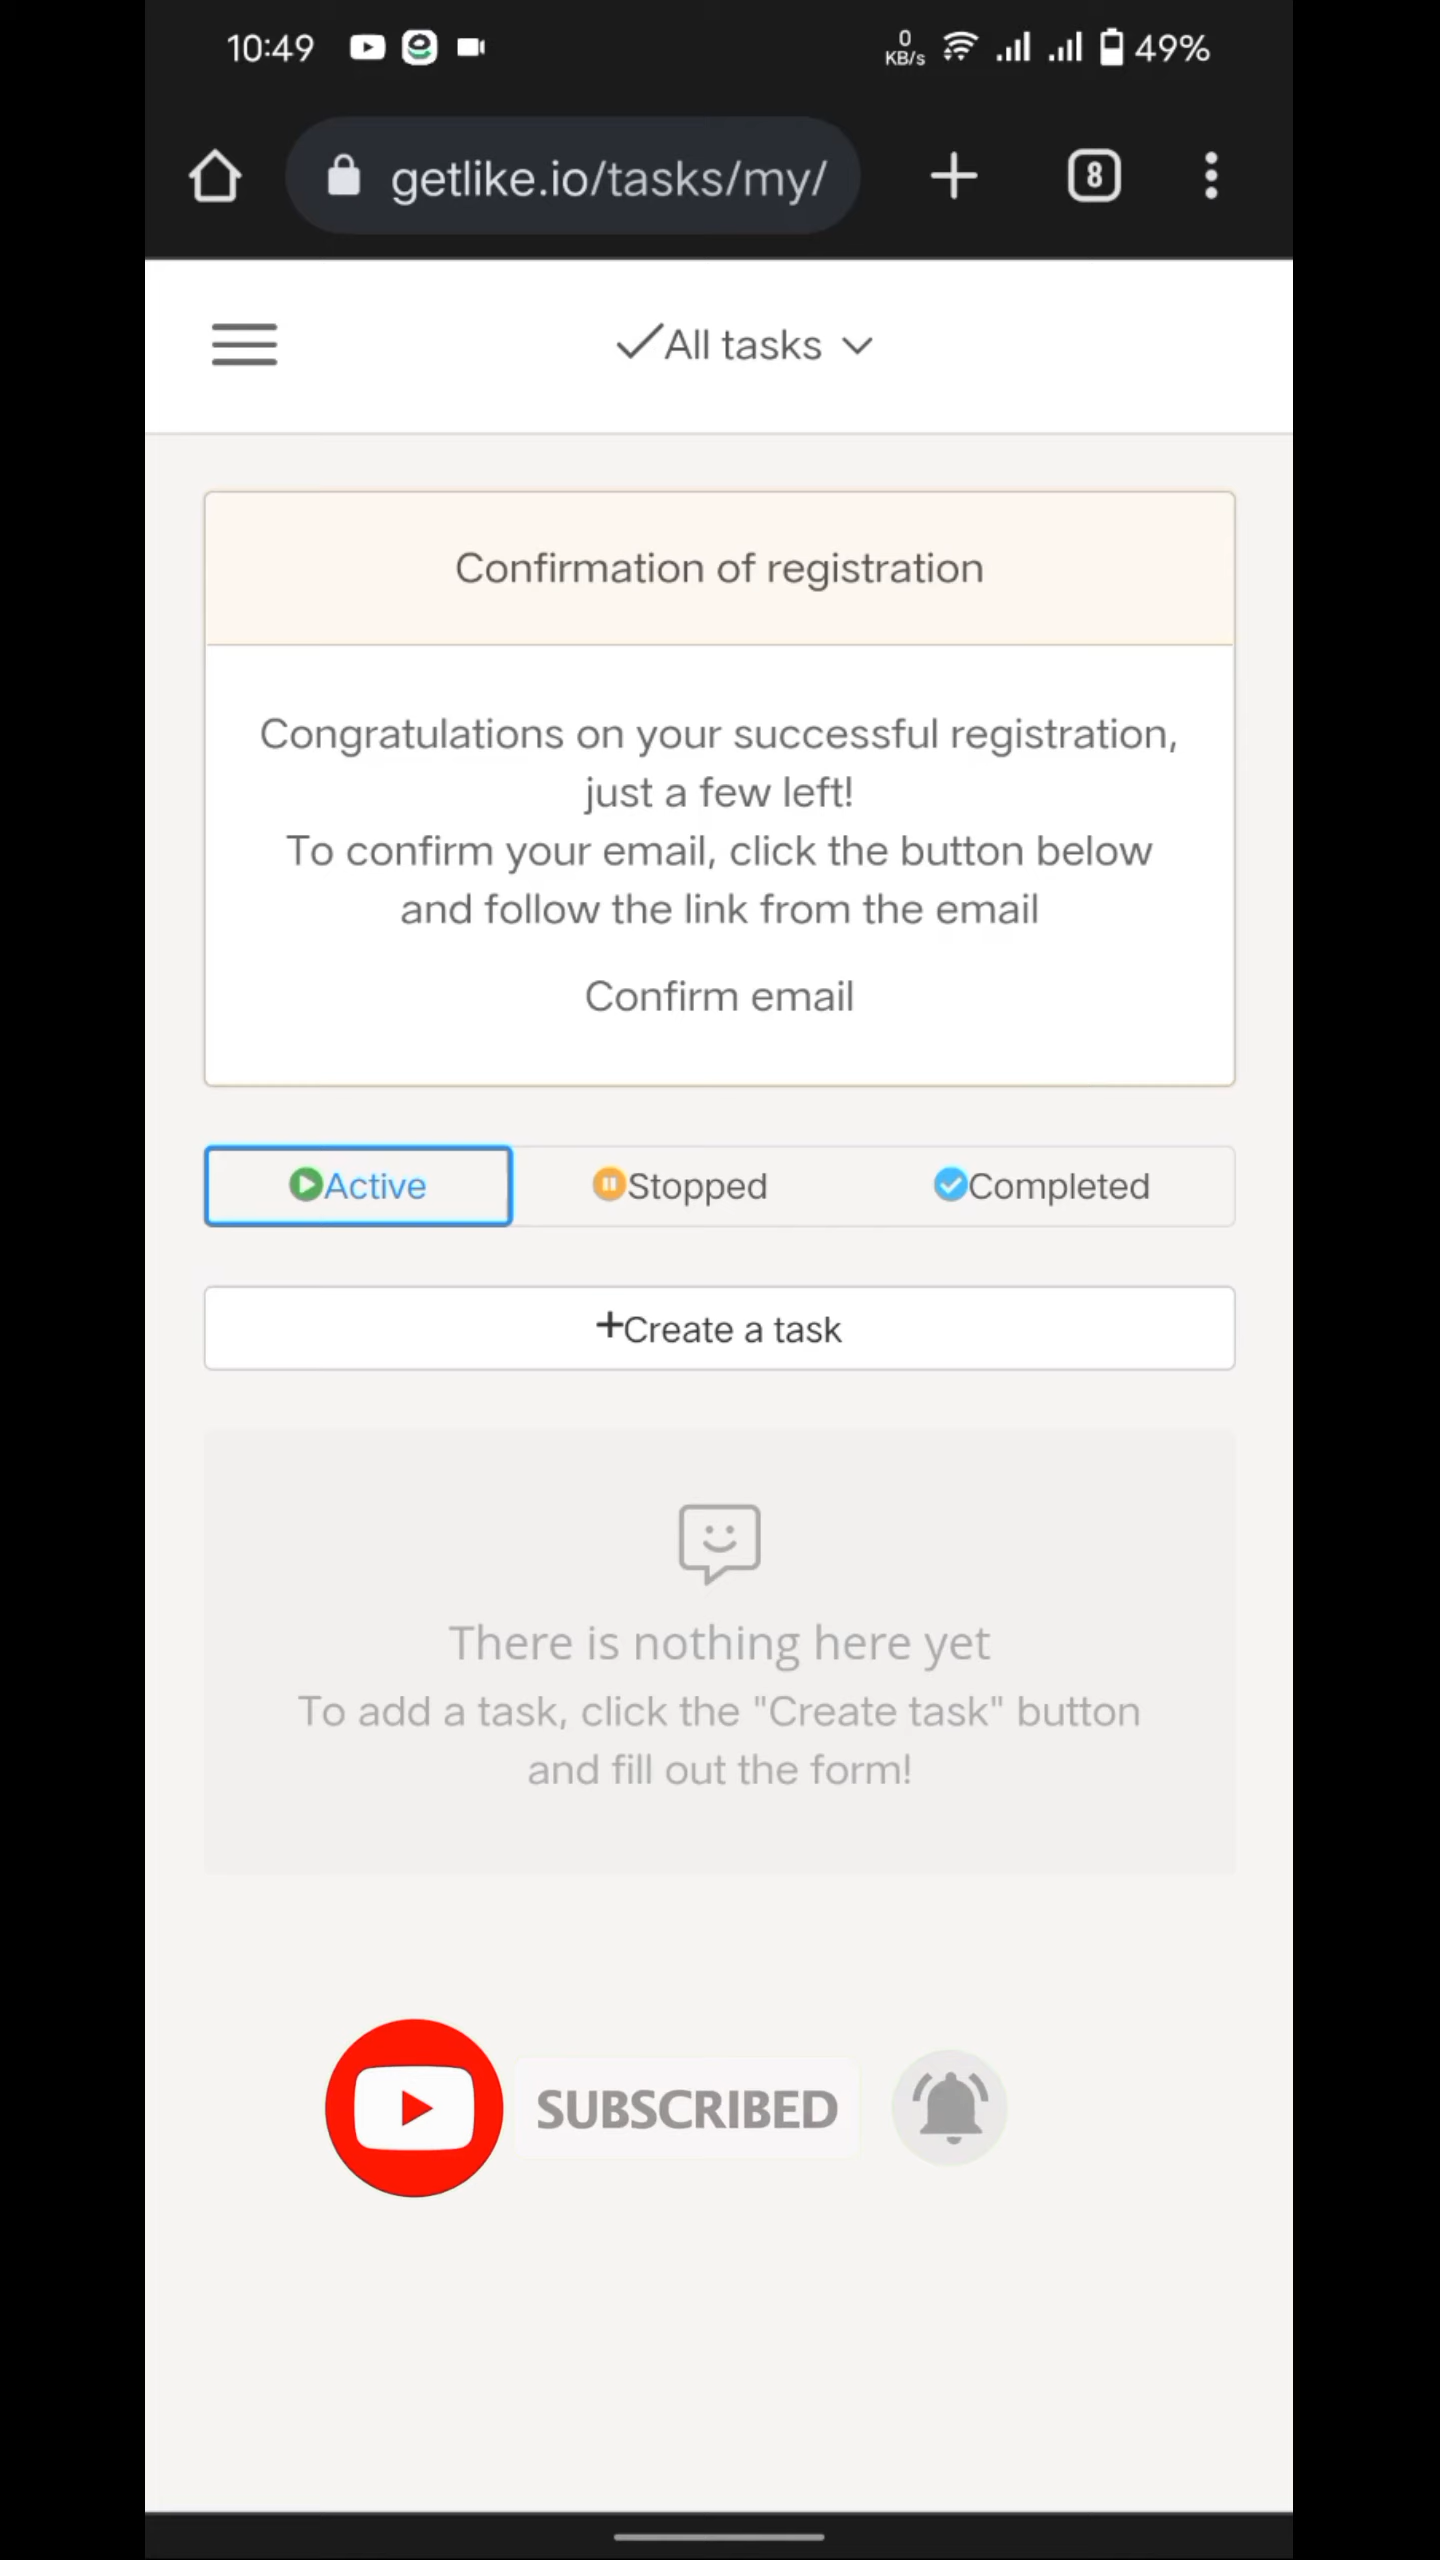 10:49
0 KB/s
49%
getlike.io/tasks/my/
8
All tasks
Confirmation of registration
Congratulations on your successful registration,
just a few left!
To confirm your email, click the button below
and follow the link from the email
Confirm email
Active Stopped Completed
+Create a task
There is nothing here yet
To add a task, click the "Create task" button
and fill out the form!
SUBSCRIBED